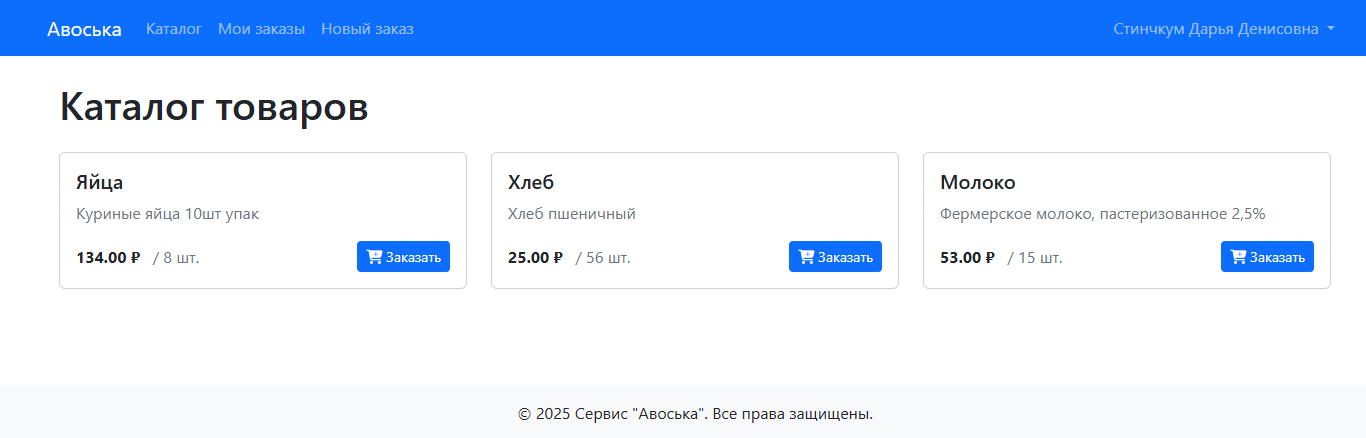 Авоська Каталог Мои заказы Новый заказ Стинчкум Дарья Денисовна
Каталог товаров
Яйца
Куриные яйца 10шт упак
134.00 ₽ / 8 шт. Заказать
Хлеб
Хлеб пшеничный
25.00 ₽ / 56 шт. Заказать
Молоко
Фермерское молоко, пастеризованное 2,5%
53.00 ₽ / 15 шт. Заказать
© 2025 Сервис "Авоська". Все права защищены.